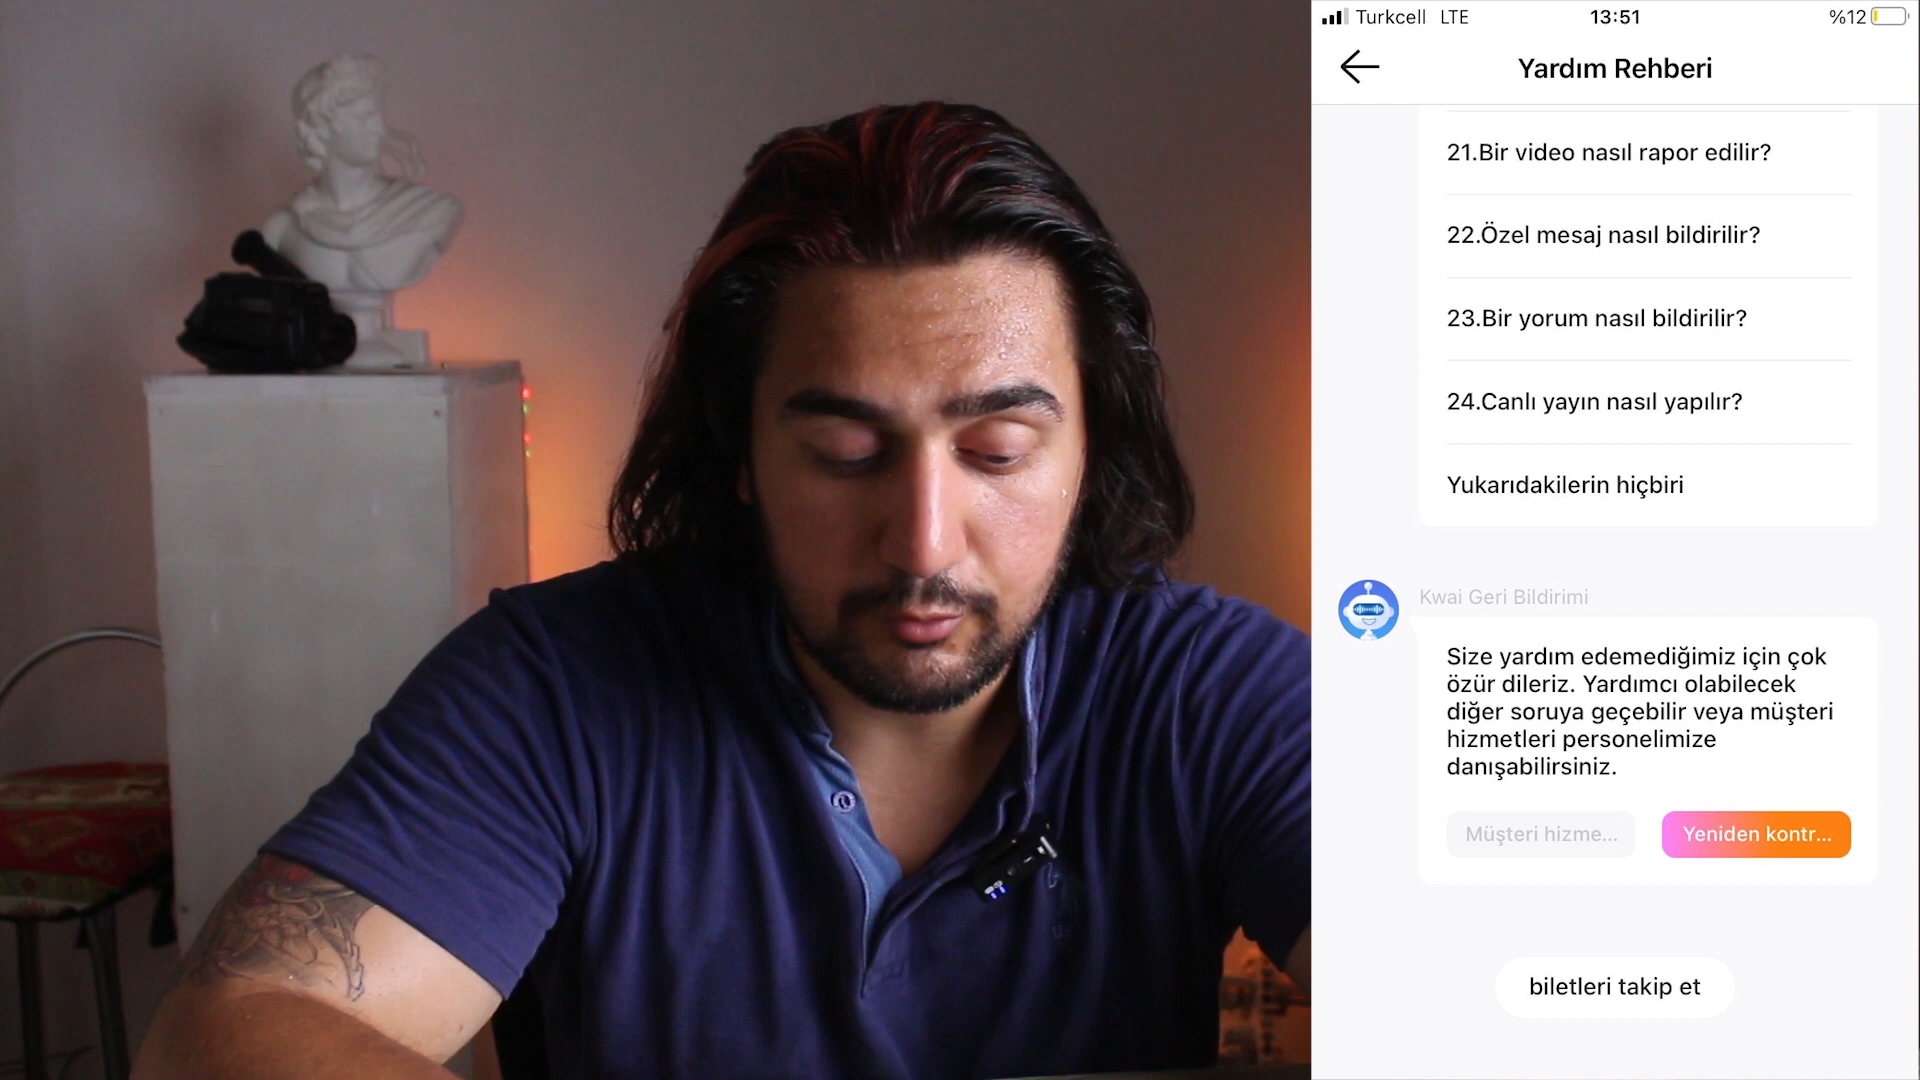 Turkcell LTE 13:51 %12
Yardım Rehberi
21.Bir video nasıl rapor edilir?
22.Özel mesaj nasıl bildirilir?
23.Bir yorum nasıl bildirilir?
24.Canlı yayın nasıl yapılır?
Yukarıdakilerin hiçbiri
Kwai Geri Bildirimi
Size yardım edemediğimiz için çok
özür dileriz. Yardımcı olabilecek
diğer soruya geçebilir veya müşteri
hizmetleri personelimize
danışabilirsiniz.
Müşteri hizme... Yeniden kontr...
biletleri takip et